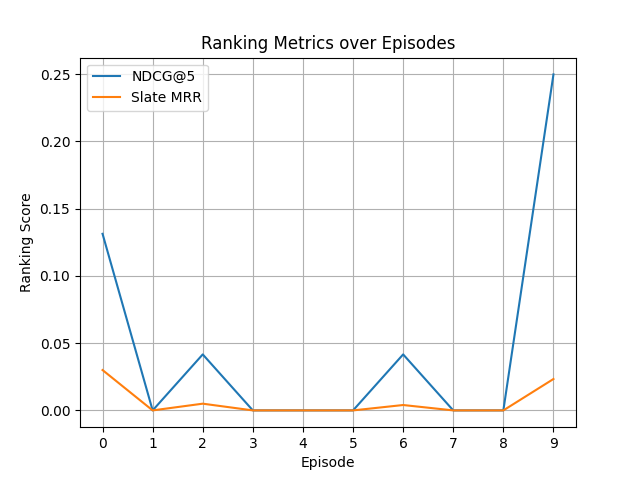 Ranking Metrics over Episodes
NDCG@5
Slate MRR
0.25
0.20
0.15
0.10
0.05
0.00
Ranking Score
0 1 2 3 4 5 6 7 8 9
Episode